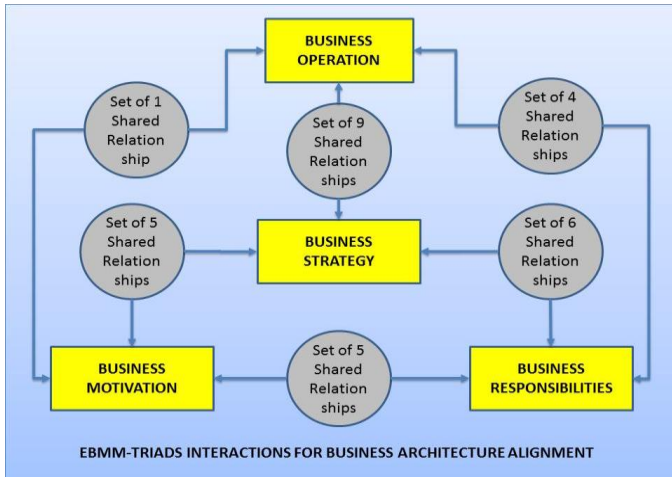 BUSINESS
OPERATION
Set of 1
Shared
Relation
ship
Set of 9
Shared
Relation
ships
Set of 4
Shared
Relation
ships
Set of 5
Shared
Relation
ships
BUSINESS
STRATEGY
Set of 6
Shared
Relation
ships
BUSINESS
MOTIVATION
Set of 5
Shared
Relation
ships
BUSINESS
RESPONSIBILITIES
EBMM-TRIADS INTERACTIONS FOR BUSINESS ARCHITECTURE ALIGNMENT